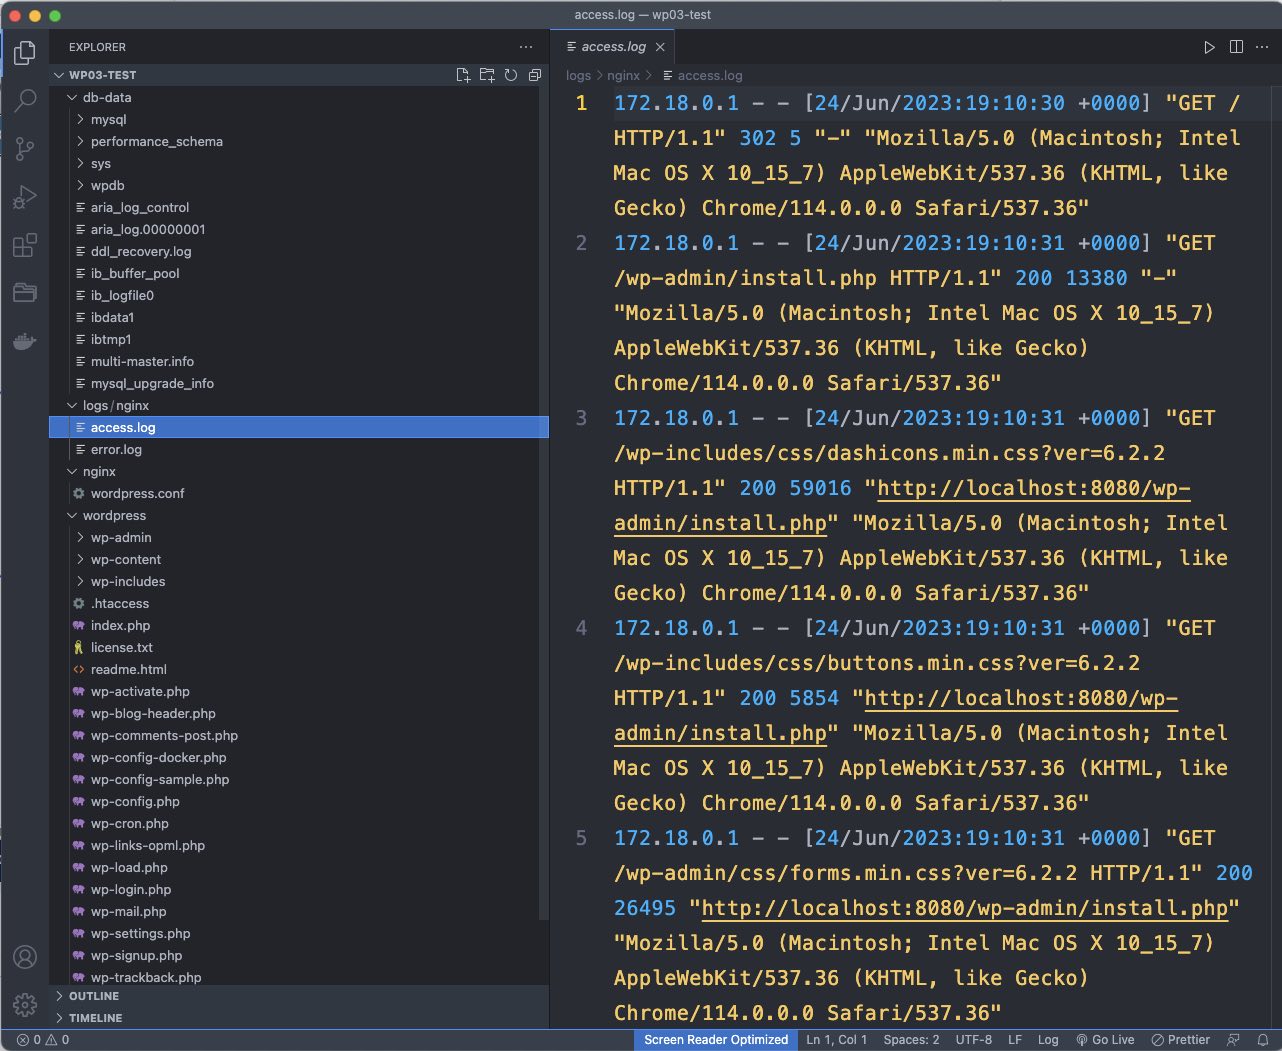 access.log — wp03-test
EXPLORER
WP03-TEST
db-data
mysql
performance_schema
sys
wpdb
aria_log_control
aria_log.00000001
ddl_recovery.log
ib_buffer_pool
ib_logfile0
ibdata1
ibtmp1
multi-master.info
mysql_upgrade_info
logs/nginx
access.log
error.log
nginx
wordpress.conf
wordpress
wp-admin
wp-content
wp-includes
.htaccess
index.php
license.txt
readme.html
wp-activate.php
wp-blog-header.php
wp-comments-post.php
wp-config-docker.php
wp-config-sample.php
wp-config.php
wp-cron.php
wp-links-opml.php
wp-load.php
wp-login.php
wp-mail.php
wp-settings.php
wp-signup.php
wp-trackback.php
OUTLINE
TIMELINE
access.log
logs > nginx > access.log
1 172.18.0.1 - - [24/Jun/2023:19:10:30 +0000] "GET /
HTTP/1.1" 302 5 "-" "Mozilla/5.0 (Macintosh; Intel
Mac OS X 10_15_7) AppleWebKit/537.36 (KHTML, like
Gecko) Chrome/114.0.0.0 Safari/537.36"
2 172.18.0.1 - - [24/Jun/2023:19:10:31 +0000] "GET
/wp-admin/install.php HTTP/1.1" 200 13380 "-"
"Mozilla/5.0 (Macintosh; Intel Mac OS X 10_15_7)
AppleWebKit/537.36 (KHTML, like Gecko)
Chrome/114.0.0.0 Safari/537.36"
3 172.18.0.1 - - [24/Jun/2023:19:10:31 +0000] "GET
/wp-includes/css/dashicons.min.css?ver=6.2.2
HTTP/1.1" 200 59016 "http://localhost:8080/wp-
admin/install.php" "Mozilla/5.0 (Macintosh; Intel
Mac OS X 10_15_7) AppleWebKit/537.36 (KHTML, like
Gecko) Chrome/114.0.0.0 Safari/537.36"
4 172.18.0.1 - - [24/Jun/2023:19:10:31 +0000] "GET
/wp-includes/css/buttons.min.css?ver=6.2.2
HTTP/1.1" 200 5854 "http://localhost:8080/wp-
admin/install.php" "Mozilla/5.0 (Macintosh; Intel
Mac OS X 10_15_7) AppleWebKit/537.36 (KHTML, like
Gecko) Chrome/114.0.0.0 Safari/537.36"
5 172.18.0.1 - - [24/Jun/2023:19:10:31 +0000] "GET
/wp-admin/css/forms.min.css?ver=6.2.2 HTTP/1.1" 200
26495 "http://localhost:8080/wp-admin/install.php"
"Mozilla/5.0 (Macintosh; Intel Mac OS X 10_15_7)
AppleWebKit/537.36 (KHTML, like Gecko)
Chrome/114.0.0.0 Safari/537.36"
0 0 Screen Reader Optimized Ln 1, Col 1 Spaces: 2 UTF-8 LF Log Go Live Prettier